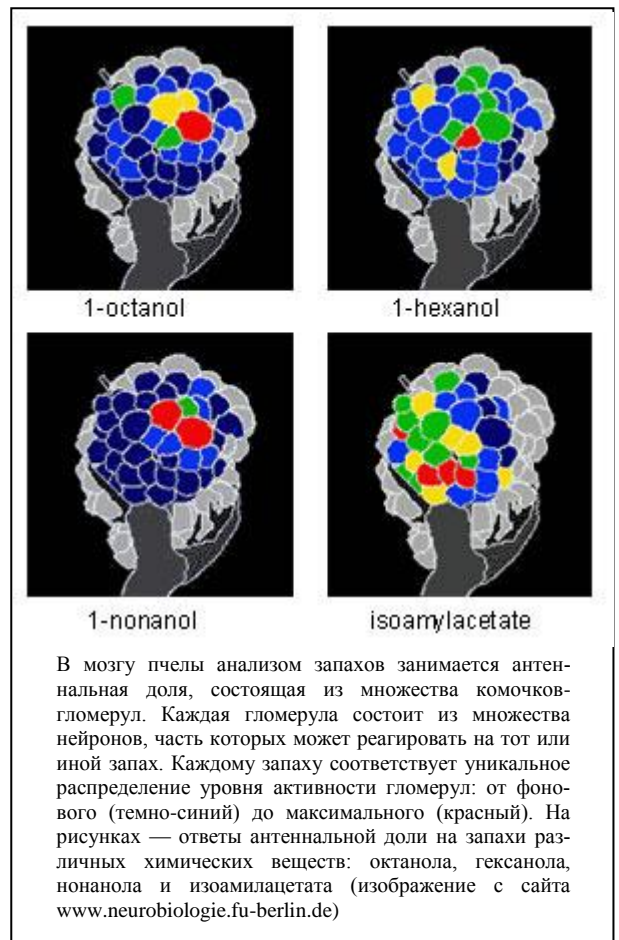 1-octanol
1-hexanol
1-nonanol
isoamylacetate
В мозгу пчелы анализом запахов занимается антен-
нальная доля, состоящая из множества комочков-
гломерул. Каждая гломерула состоит из множества
нейронов, часть которых может реагировать на тот или
иной запах. Каждому запаху соответствует уникальное
распределение уровня активности гломерул: от фоно-
вого (темно-синий) до максимального (красный). На
рисунках — ответы антеннальной доли на запахи раз-
личных химических веществ: октанола, гексанола,
нонанола и изоамилацетата (изображение с сайта
www.neurobiologie.fu-berlin.de)